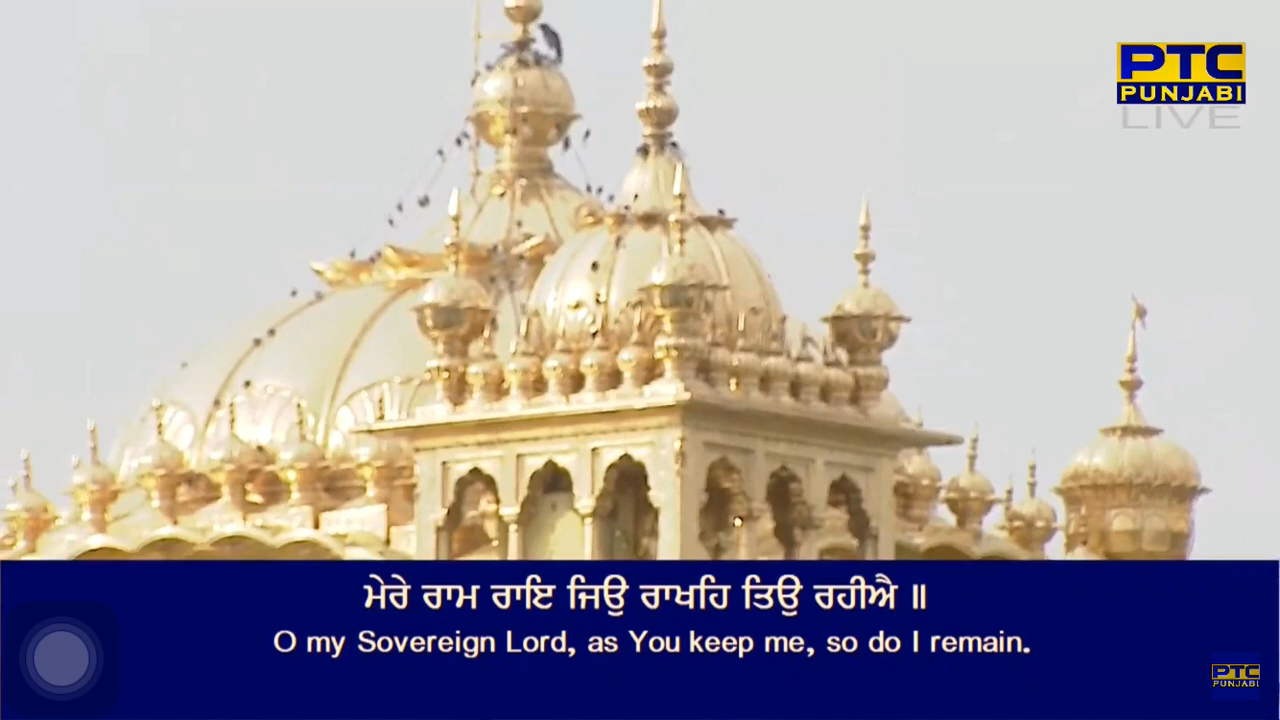 PTC
PUNJABI
LIVE
ਮੇਰੇ ਰਾਮ ਰਾਇ ਜਿਉ ਰਾਖਹਿ ਤਿਉ ਰਹੀਐ ॥
O my Sovereign Lord, as You keep me, so do I remain.
PTC
PUNJABI